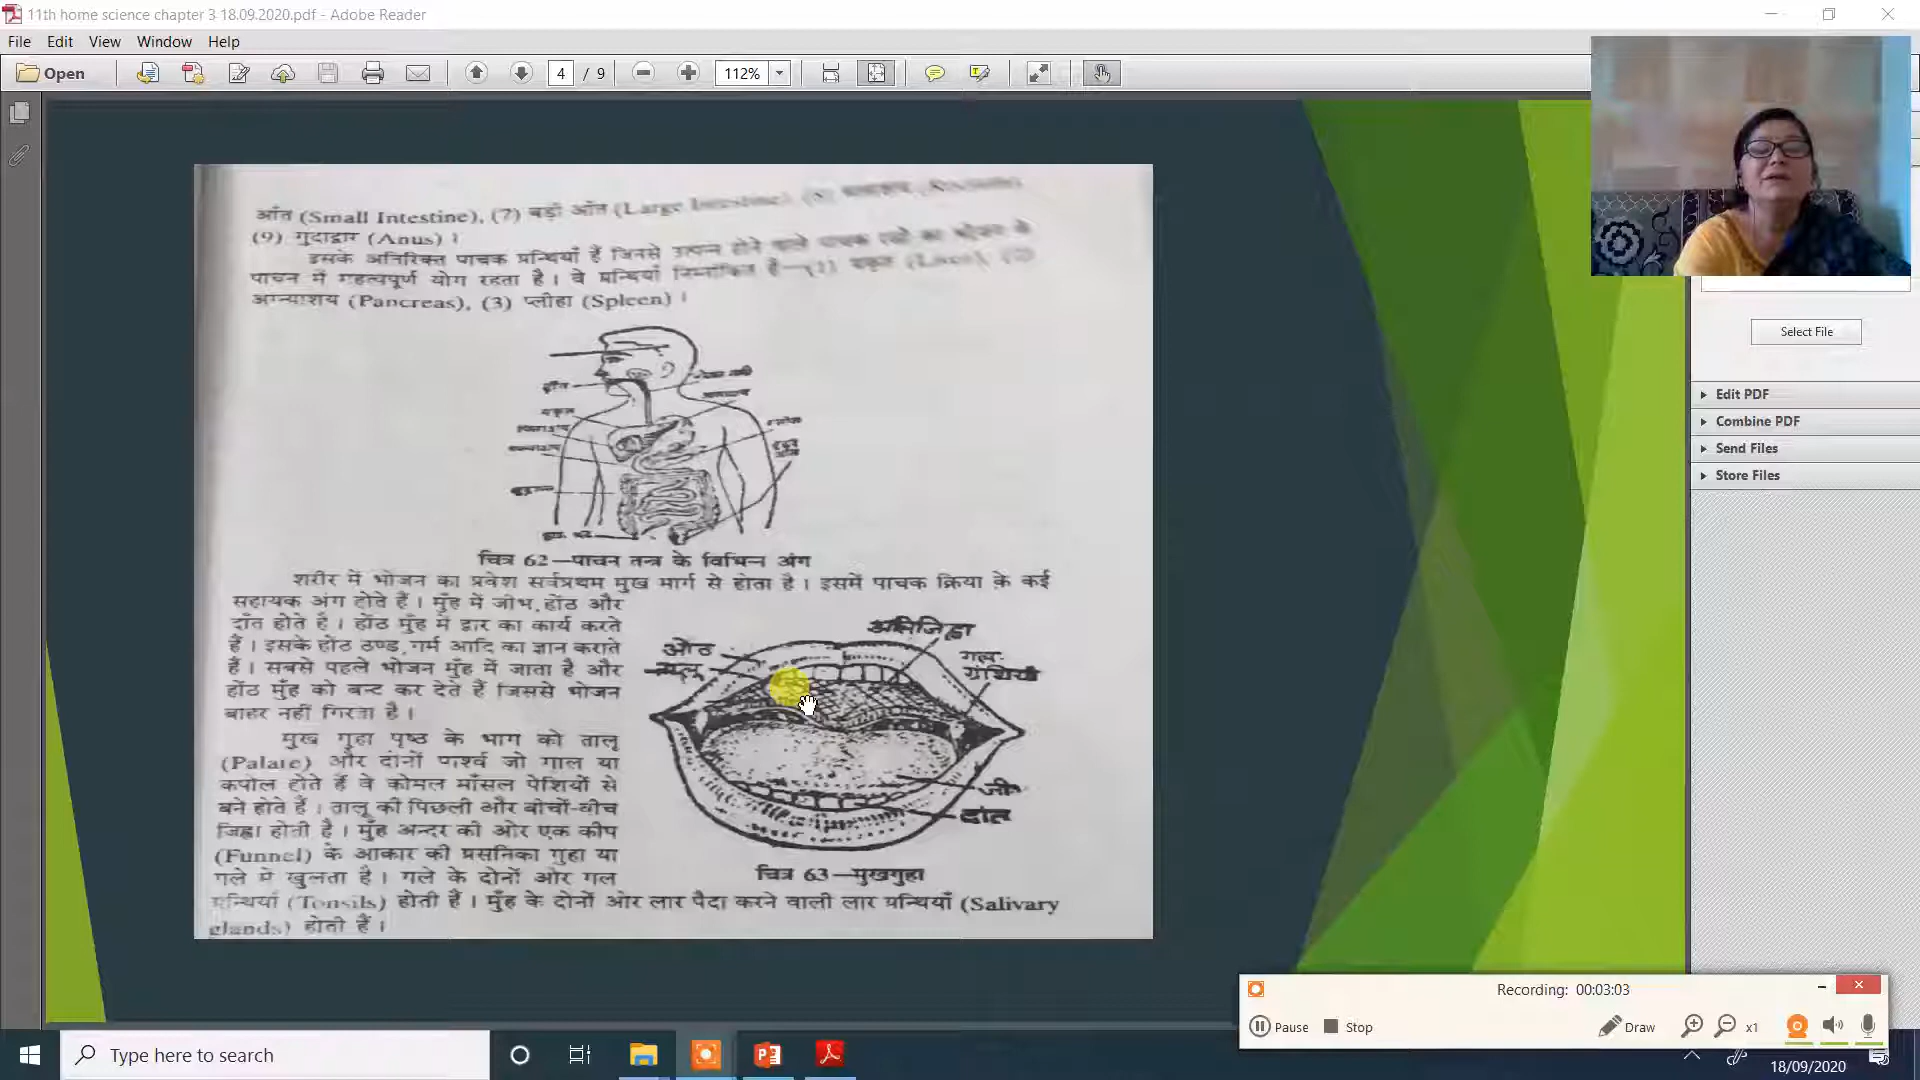 11th home science chapter 3-18.09.2020.pdf - Adobe Reader
File Edit View Window Help
Open 4 / 9 112%
Select File
Edit PDF
Combine PDF
Send Files
Store Files
आँत (Small Intestine), (7) बड़ी आँत (Large Intestine)
(9) गुदाद्वार (Anus) ।
इसके अतिरिक्त पाचक ग्रन्थियाँ हैं जिनसे उत्पन्न होने वाले पाचक रसों का भोजन के
पाचन में महत्वपूर्ण योग रहता है । ये ग्रन्थियाँ निम्नांकित हैं—(1) यकृत
अग्न्याशय (Pancreas), (3) प्लीहा (Spleen) ।
यकृत
चित्र 62—पाचन तन्त्र के विभिन्न अंग
शरीर में भोजन का प्रवेश सर्वप्रथम मुख मार्ग से होता है । इसमें पाचक क्रिया के कई
सहायक अंग होते हैं । मुँह में जीभ, होंठ और
दाँत होते हैं । होंठ मुँह में द्वार का कार्य करते
हैं । इसके होंठ ठण्ड, गर्म आदि का ज्ञान कराते
हैं । सबसे पहले भोजन मुँह में जाता है और
होंठ मुँह को बन्द कर देते हैं जिससे भोजन
बाहर नहीं गिरता है ।
मुख गुहा पृष्ठ के भाग को तालू
(Palate) और दोनों पार्श्व जो गाल या
कपोल होते हैं वे कोमल माँसल पेशियों से
बने होते हैं । तालू की पिछली और बीचों-बीच
जिह्वा होती है । मुँह अन्दर की ओर एक कीप
(Funnel) के आकार की ग्रसनिका गुहा या
गले में खुलता है । गले के दोनों ओर गल
ग्रन्थियाँ (Tonsils) होती हैं । मुँह के दोनों ओर लार पैदा करने वाली लार ग्रन्थियाँ (Salivary
glands) होती हैं ।
ओंठ
अलिजिह्वा
गल-
ग्रंथियाँ
दांत
चित्र 63—मुखगुहा
Recording: 00:03:03
Pause Stop Draw x1
Type here to search
18/09/2020